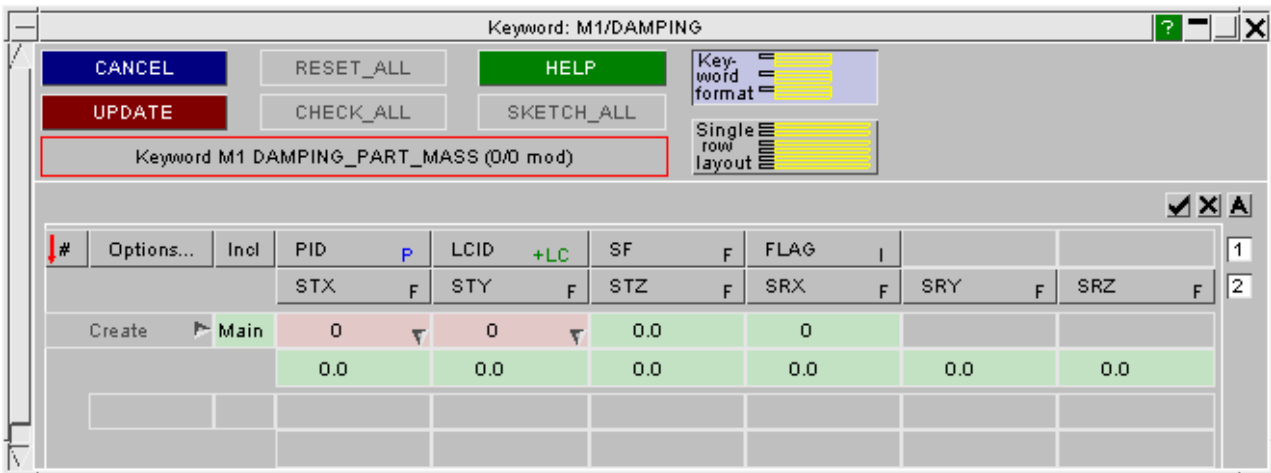 Keyword: M1/DAMPING ?
CANCEL RESET_ALL HELP
Key-
word
format
UPDATE CHECK_ALL SKETCH_ALL
Single
row
layout
Keyword M1 DAMPING_PART_MASS (0/0 mod)
A
# Options... Incl PID P LCID +LC SF F FLAG I 1
STX F STY F STZ F SRX F SRY F SRZ F 2
Create Main 0 0 0.0 0
0.0 0.0 0.0 0.0 0.0 0.0